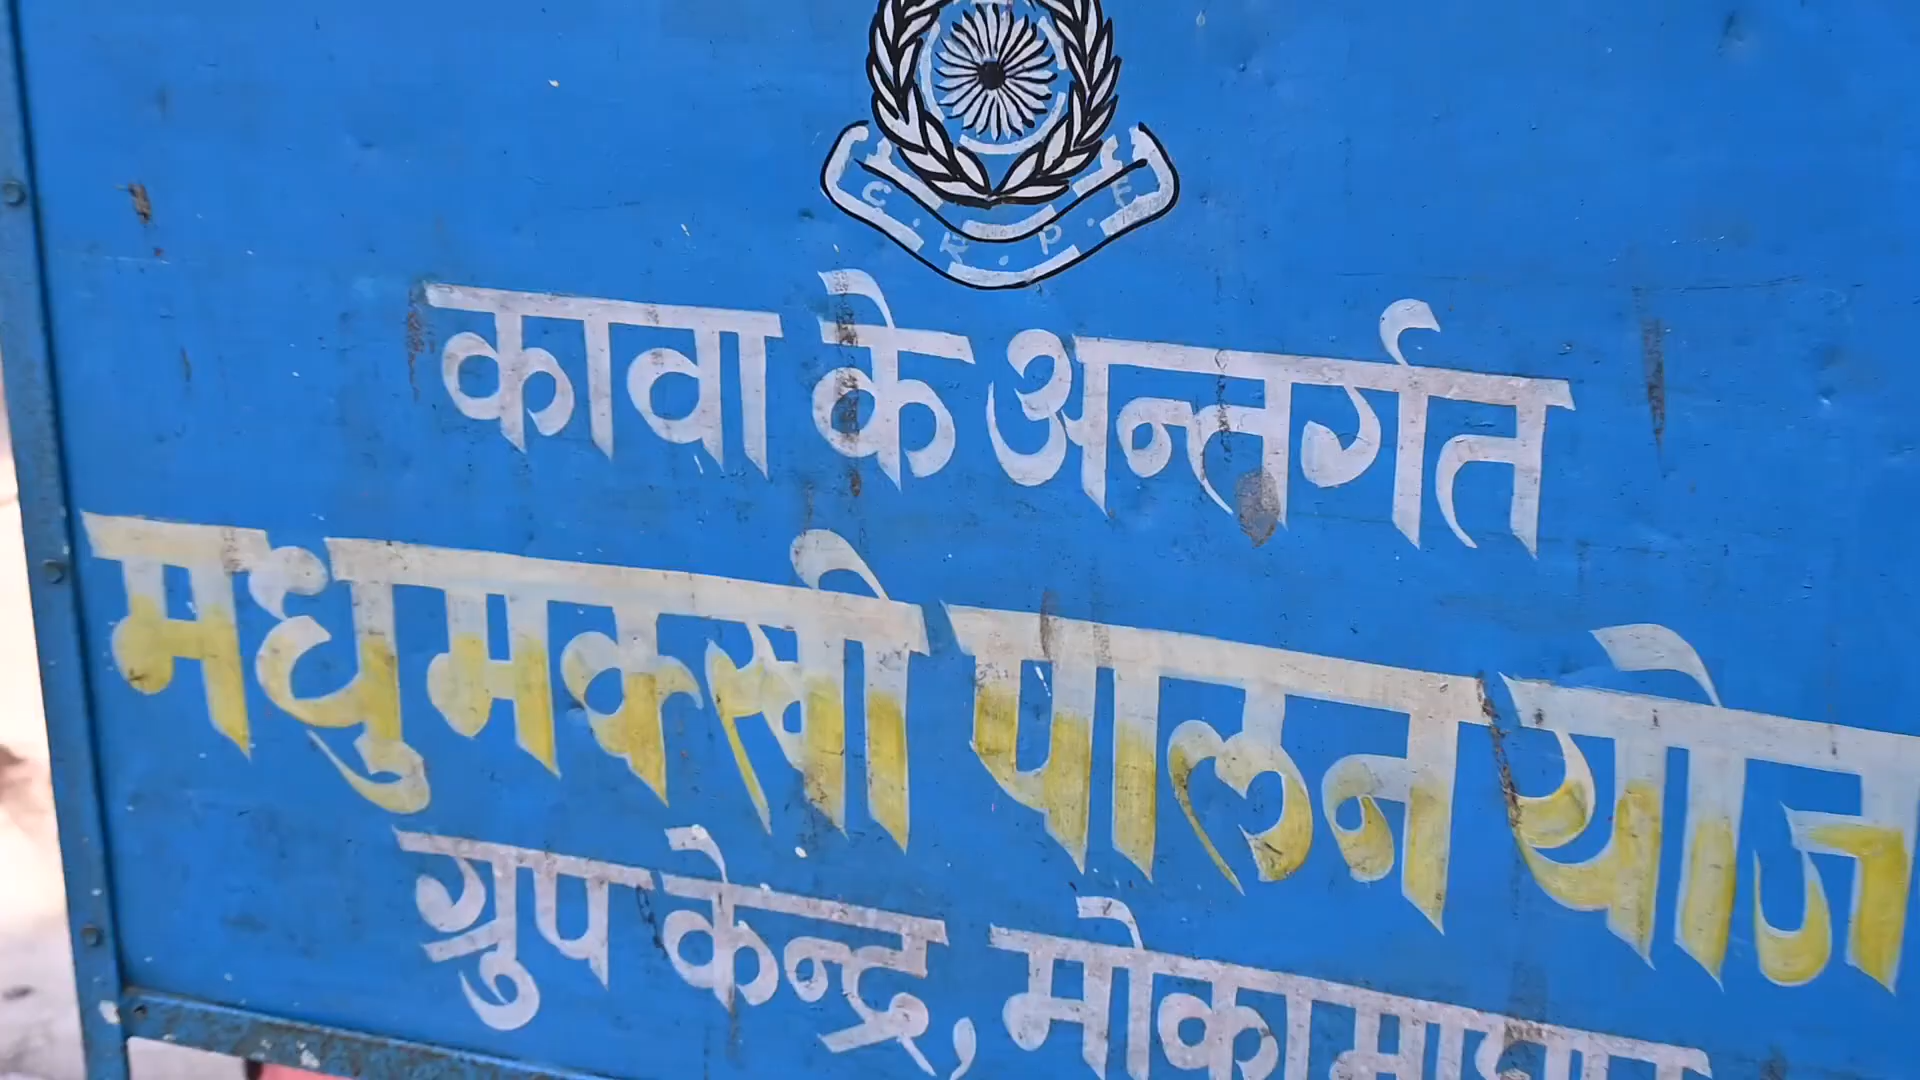 C.R.P.F
कावा के अन्तर्गत
मधुमक्खी पालन योज
ग्रुप केन्द्र, मोकामाघाट